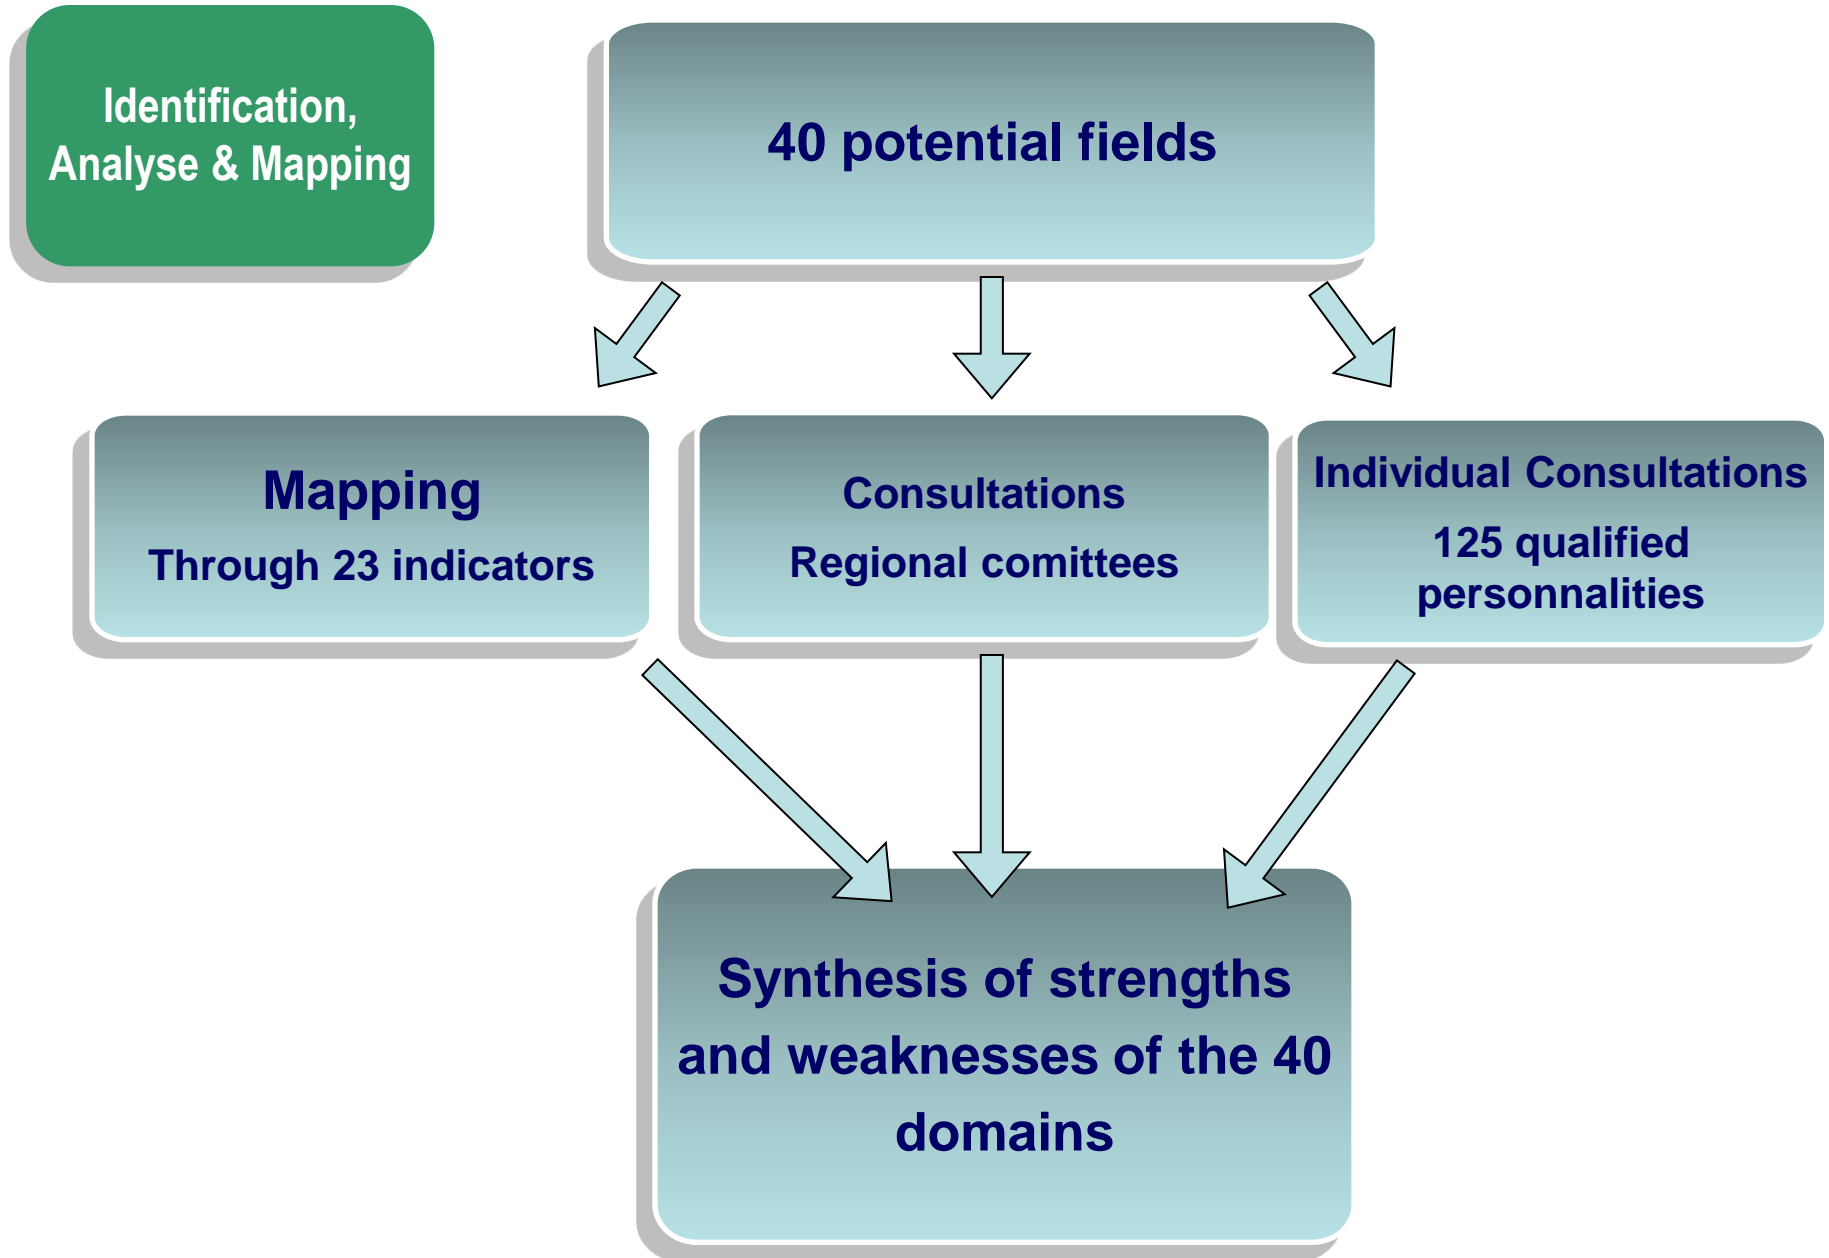 Identification,
Analyse & Mapping
40 potential fields
Mapping
Through 23 indicators
Consultations
Regional comittees
Individual Consultations
125 qualified
personnalities
Synthesis of strengths
and weaknesses of the 40
domains